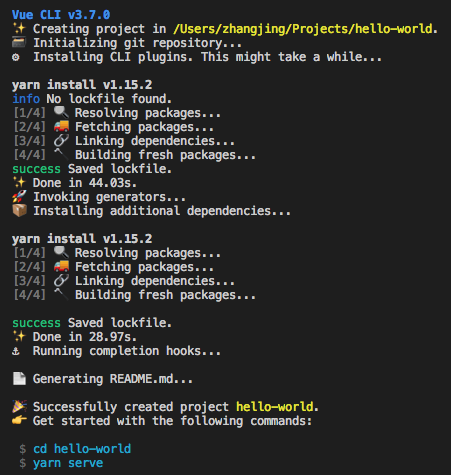 Vue CLI v3.7.0
✨ Creating project in /Users/zhangjing/Projects/hello-world.
🗃 Initializing git repository...
⚙ Installing CLI plugins. This might take a while...
yarn install v1.15.2
info No lockfile found.
[1/4] 🔍 Resolving packages...
[2/4] 🚚 Fetching packages...
[3/4] 🔗 Linking dependencies...
[4/4] 🔨 Building fresh packages...
success Saved lockfile.
✨ Done in 44.03s.
🚀 Invoking generators...
📦 Installing additional dependencies...
yarn install v1.15.2
[1/4] 🔍 Resolving packages...
[2/4] 🚚 Fetching packages...
[3/4] 🔗 Linking dependencies...
[4/4] 🔨 Building fresh packages...
success Saved lockfile.
✨ Done in 28.97s.
⚓ Running completion hooks...
📄 Generating README.md...
🎉 Successfully created project hello-world.
👉 Get started with the following commands:
$ cd hello-world
$ yarn serve